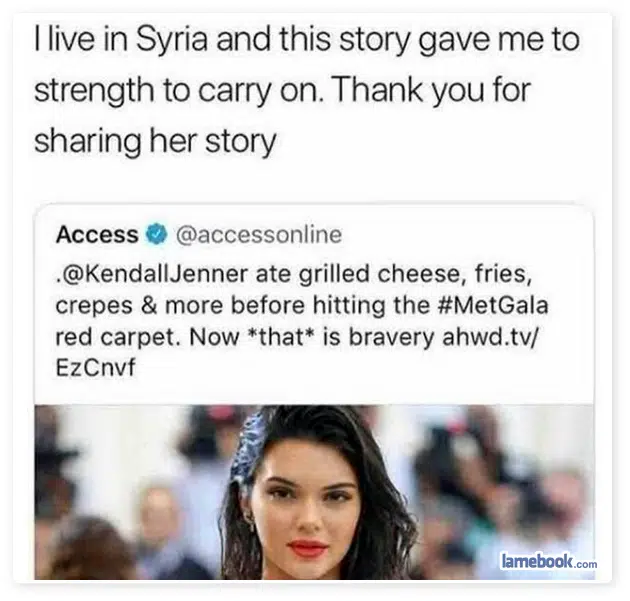 I live in Syria and this story gave me to
strength to carry on. Thank you for
sharing her story
Access @accessonline
.@KendallJenner ate grilled cheese, fries,
crepes & more before hitting the #MetGala
red carpet. Now *that* is bravery ahwd.tv/
EzCnvf
lamebook.com